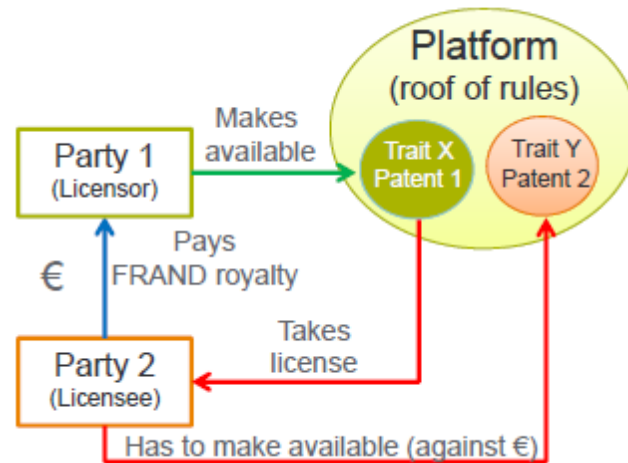 Platform
(roof of rules)
Makes
available
Trait X
Patent 1
Trait Y
Patent 2
Party 1
(Licensor)
€
Pays
FRAND royalty
Takes
license
Party 2
(Licensee)
Has to make available (against €)